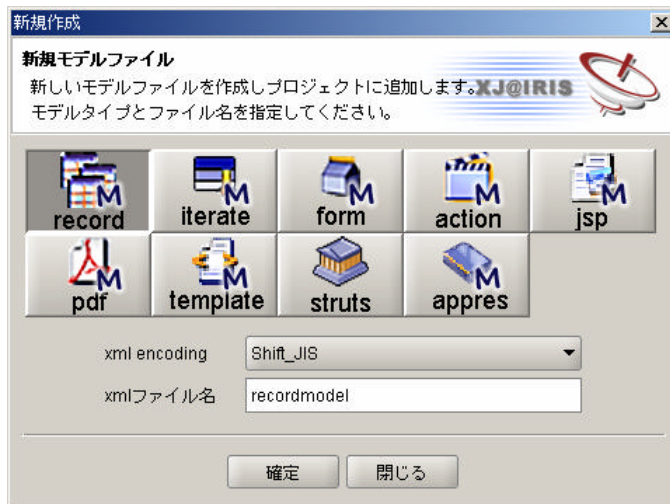 新規作成
新規モデルファイル
新しいモデルファイルを作成しプロジェクトに追加します。XJ@IRIS
モデルタイプとファイル名を指定してください。
M M M M M
record iterate form action jsp
M M M
pdf template struts appres
xml encoding Shift_JIS
xmlファイル名 recordmodel
確定 閉じる